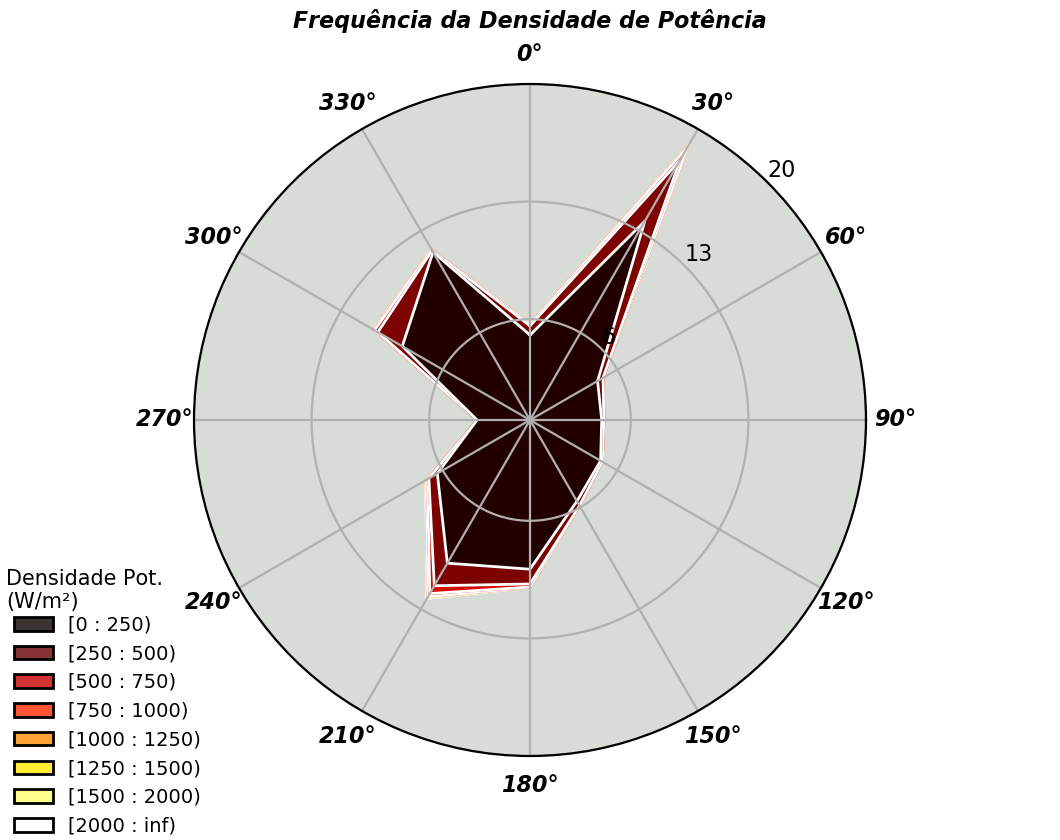 Frequência da Densidade de Potência
0°
330°
30°
20
300°
60°
13
6
270°
90°
240°
120°
210°
150°
180°
Densidade Pot.
(W/m²)
[0 : 250)
[250 : 500)
[500 : 750)
[750 : 1000)
[1000 : 1250)
[1250 : 1500)
[1500 : 2000)
[2000 : inf)